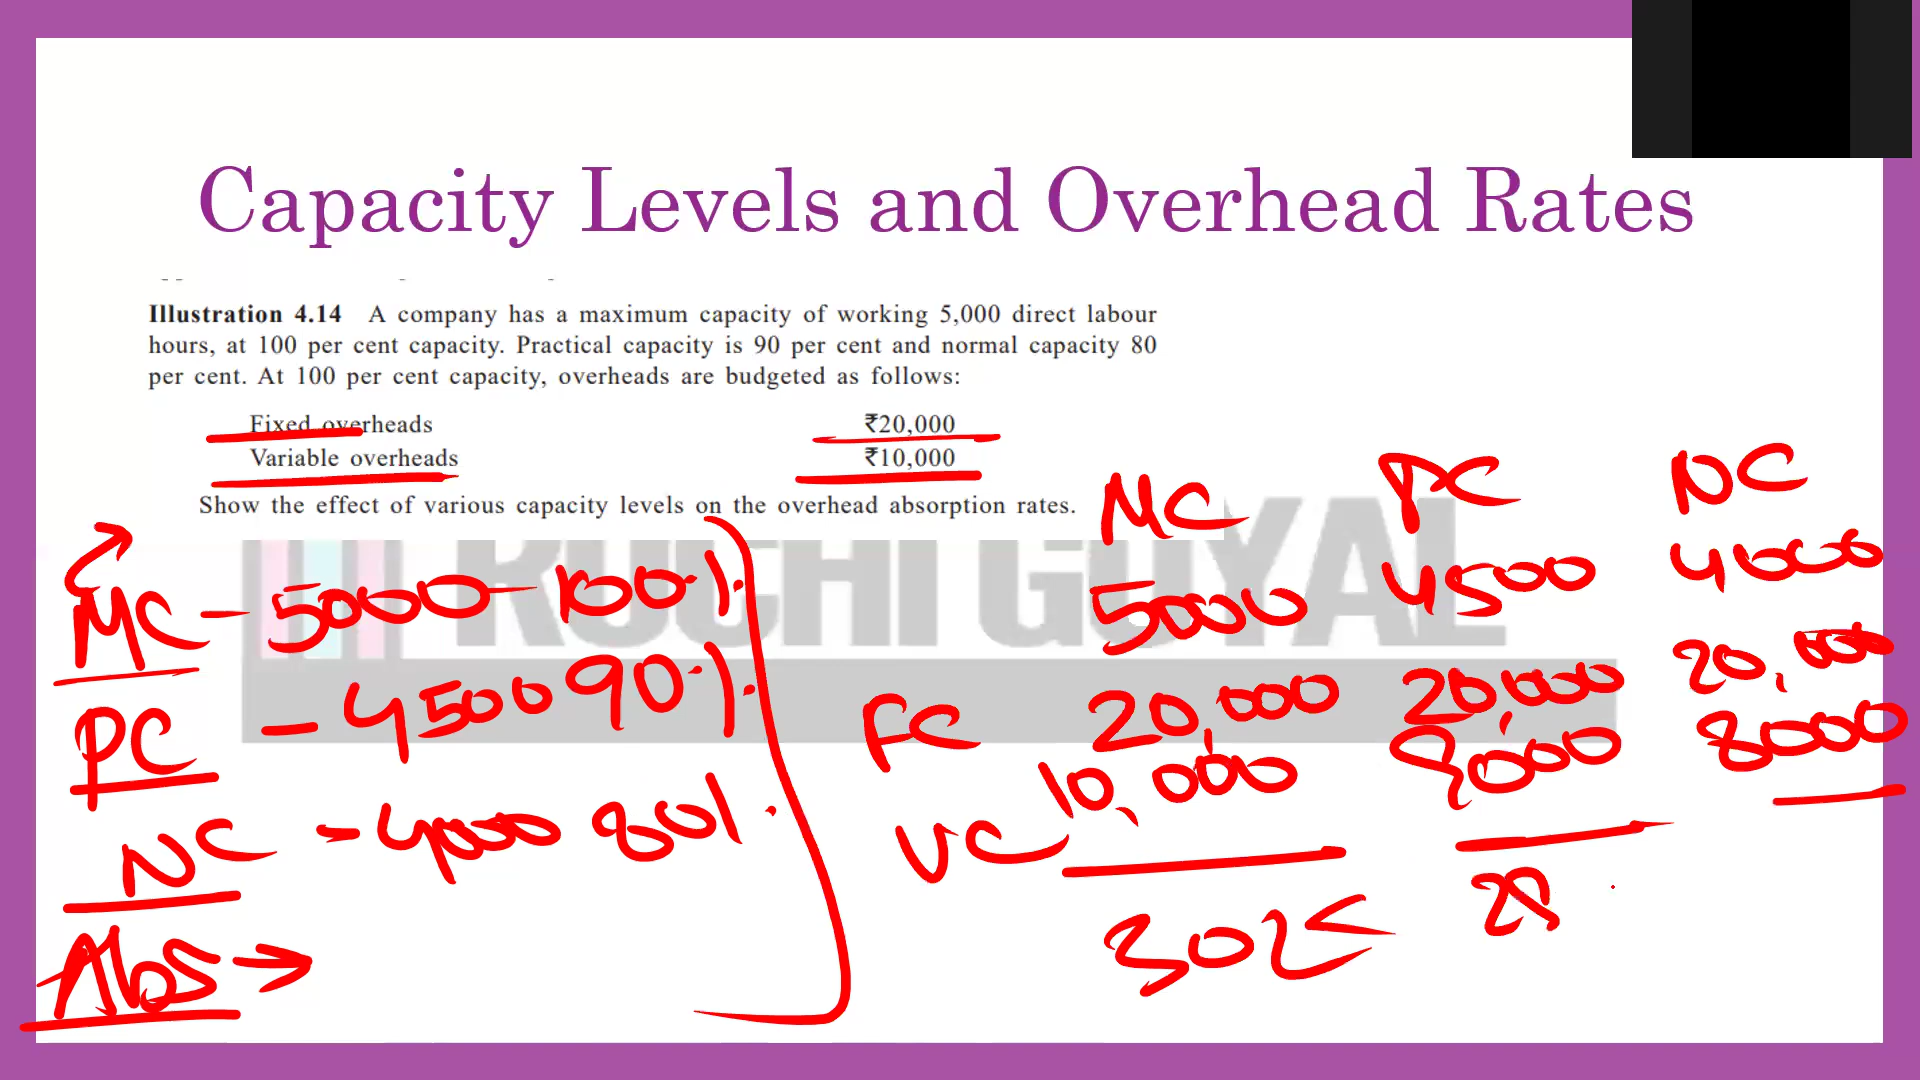 Capacity Levels and Overhead Rates
Illustration 4.14 A company has a maximum capacity of working 5,000 direct labour
hours, at 100 per cent capacity. Practical capacity is 90 per cent and normal capacity 80
per cent. At 100 per cent capacity, overheads are budgeted as follows:
Fixed overheads ₹20,000
Variable overheads ₹10,000
Show the effect of various capacity levels on the overhead absorption rates.
RUCHI GOYAL
MC - 5000 - 100%
PC - 4500 90%
NC - 4000 80%
Abs →
MC PC NC
5000 4500 4000
FC 20,000 20,000 20,000
VC 10,000 9000 8000
30K 29